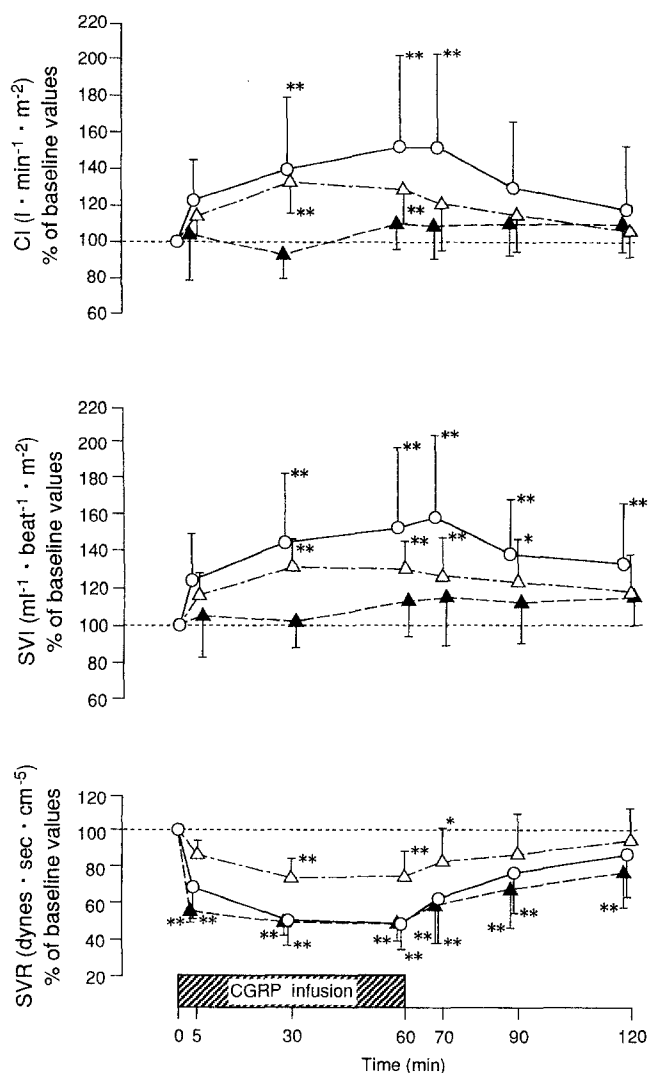 220
200
180
160
140
120
100
80
60
CI (l · min⁻¹ · m⁻²)
% of baseline values
** ** **
** **
220
200
180
160
140
120
100
80
60
SVI (ml⁻¹ · beat⁻¹ · m⁻²)
% of baseline values
** ** ** ** **
** ** ** *
120
100
80
60
40
20
SVR (dynes · sec · cm⁻⁵)
% of baseline values
** ** *
** ** ** ** ** ** ** ** ** ** **
CGRP infusion
0 5 30 60 70 90 120
Time (min)